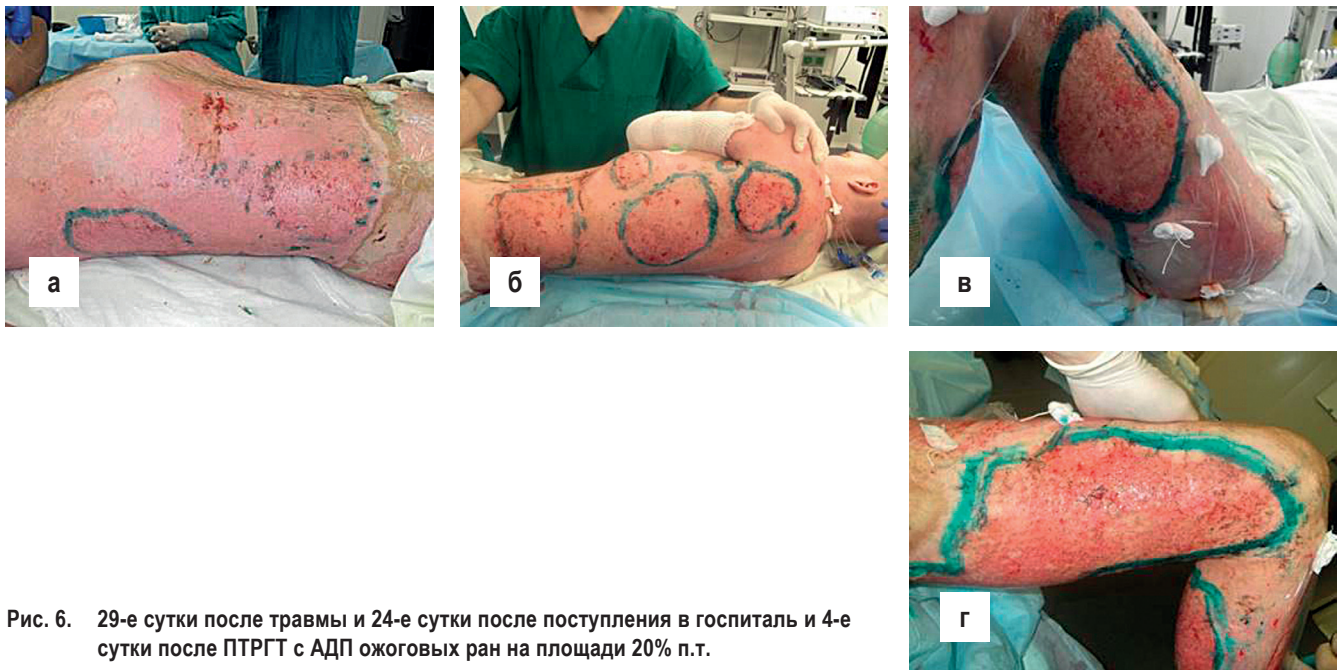 а
б
в
г
Рис. 6. 29-е сутки после травмы и 24-е сутки после поступления в госпиталь и 4-е
сутки после ПТРГТ с АДП ожоговых ран на площади 20% п.т.